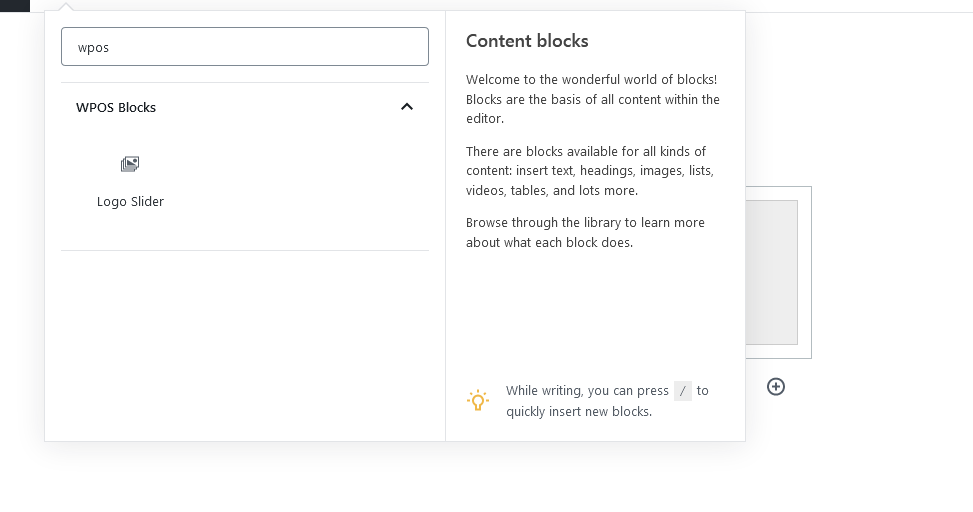 wpos
WPOS Blocks
Logo Slider
Content blocks
Welcome to the wonderful world of blocks!
Blocks are the basis of all content within the
editor.
There are blocks available for all kinds of
content: insert text, headings, images, lists,
videos, tables, and lots more.
Browse through the library to learn more
about what each block does.
While writing, you can press / to
quickly insert new blocks.